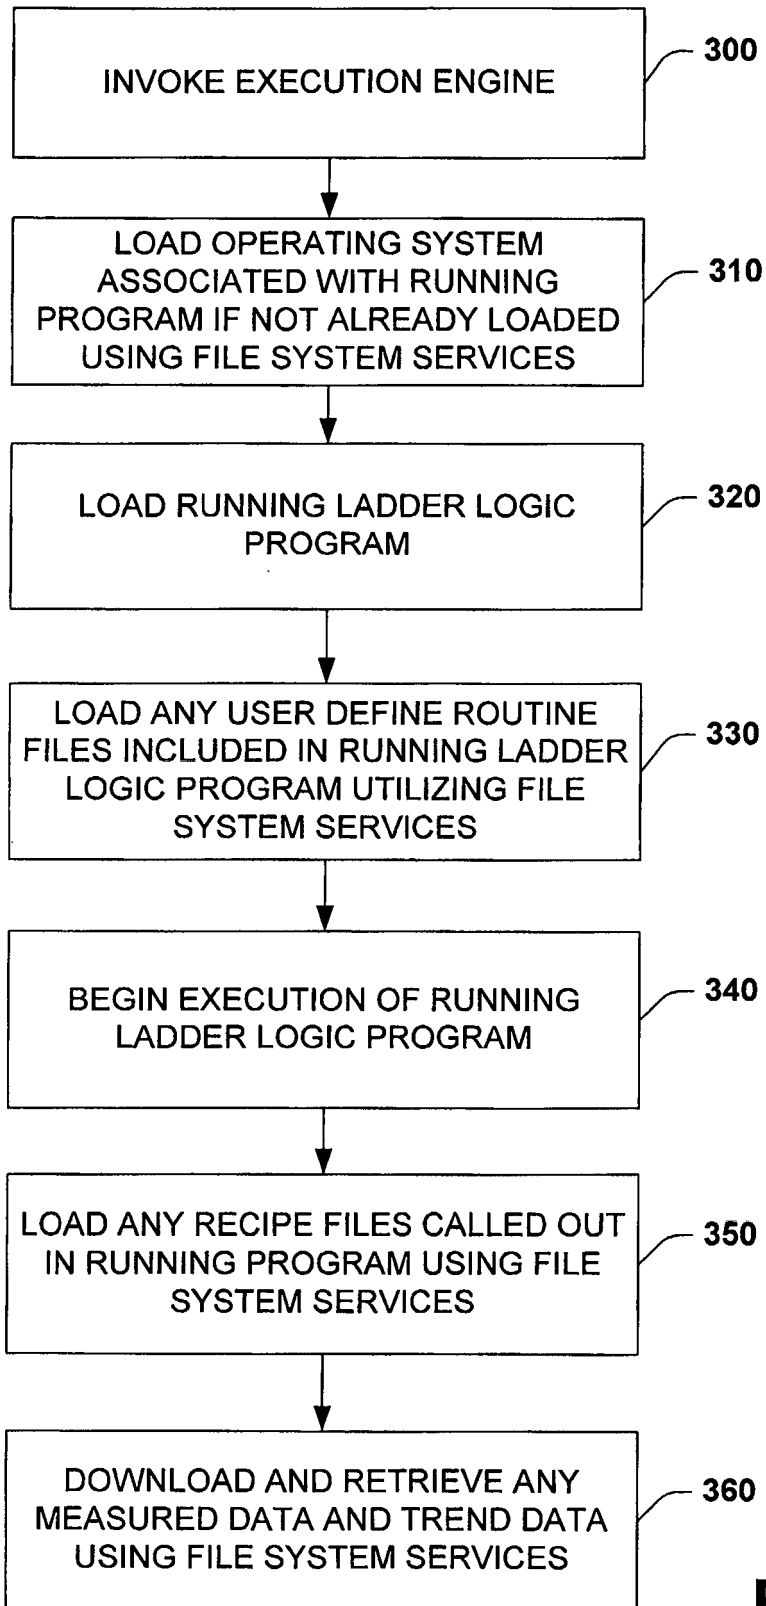 INVOKE EXECUTION ENGINE
300
LOAD OPERATING SYSTEM
ASSOCIATED WITH RUNNING
PROGRAM IF NOT ALREADY LOADED
USING FILE SYSTEM SERVICES
310
LOAD RUNNING LADDER LOGIC
PROGRAM
320
LOAD ANY USER DEFINE ROUTINE
FILES INCLUDED IN RUNNING LADDER
LOGIC PROGRAM UTILIZING FILE
SYSTEM SERVICES
330
BEGIN EXECUTION OF RUNNING
LADDER LOGIC PROGRAM
340
LOAD ANY RECIPE FILES CALLED OUT
IN RUNNING PROGRAM USING FILE
SYSTEM SERVICES
350
DOWNLOAD AND RETRIEVE ANY
MEASURED DATA AND TREND DATA
USING FILE SYSTEM SERVICES
360